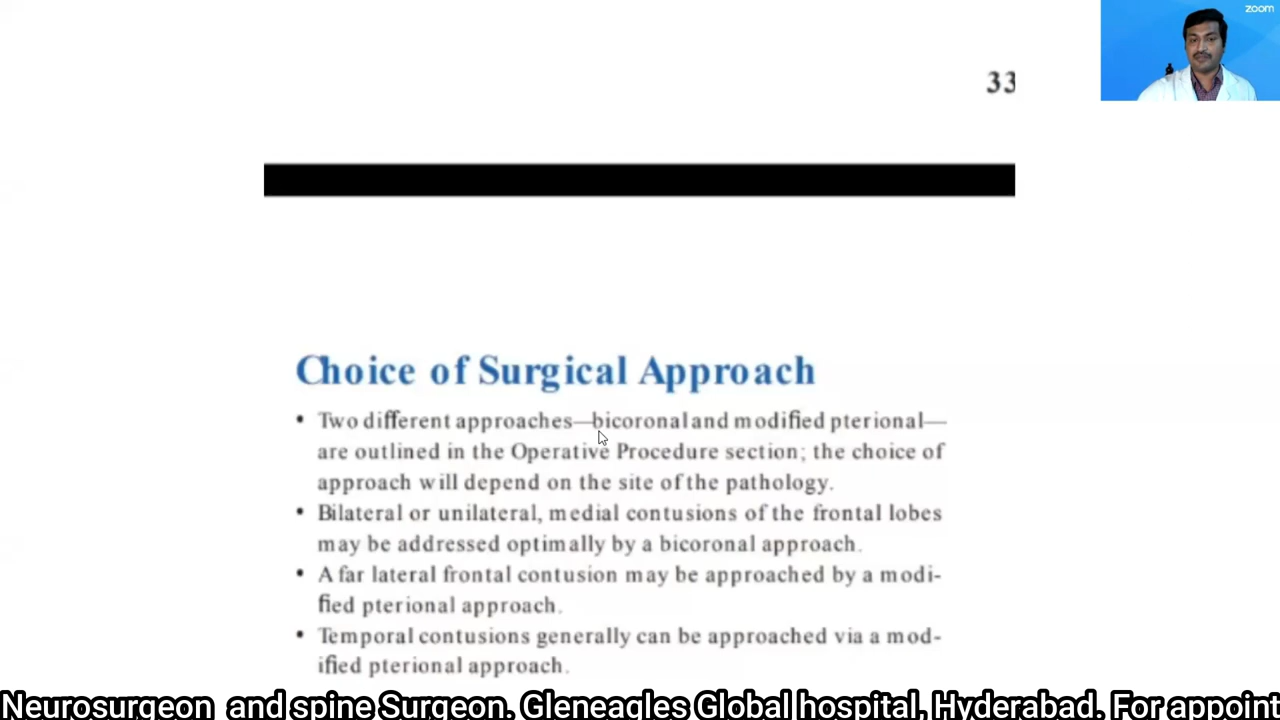 zoom
33
Choice of Surgical Approach
• Two different approaches—bicoronal and modified pterional—
are outlined in the Operative Procedure section; the choice of
approach will depend on the site of the pathology.
• Bilateral or unilateral, medial contusions of the frontal lobes
may be addressed optimally by a bicoronal approach.
• A far lateral frontal contusion may be approached by a modi-
fied pterional approach.
• Temporal contusions generally can be approached via a mod-
ified pterional approach.
Neurosurgeon and spine Surgeon. Gleneagles Global hospital, Hyderabad. For appoint